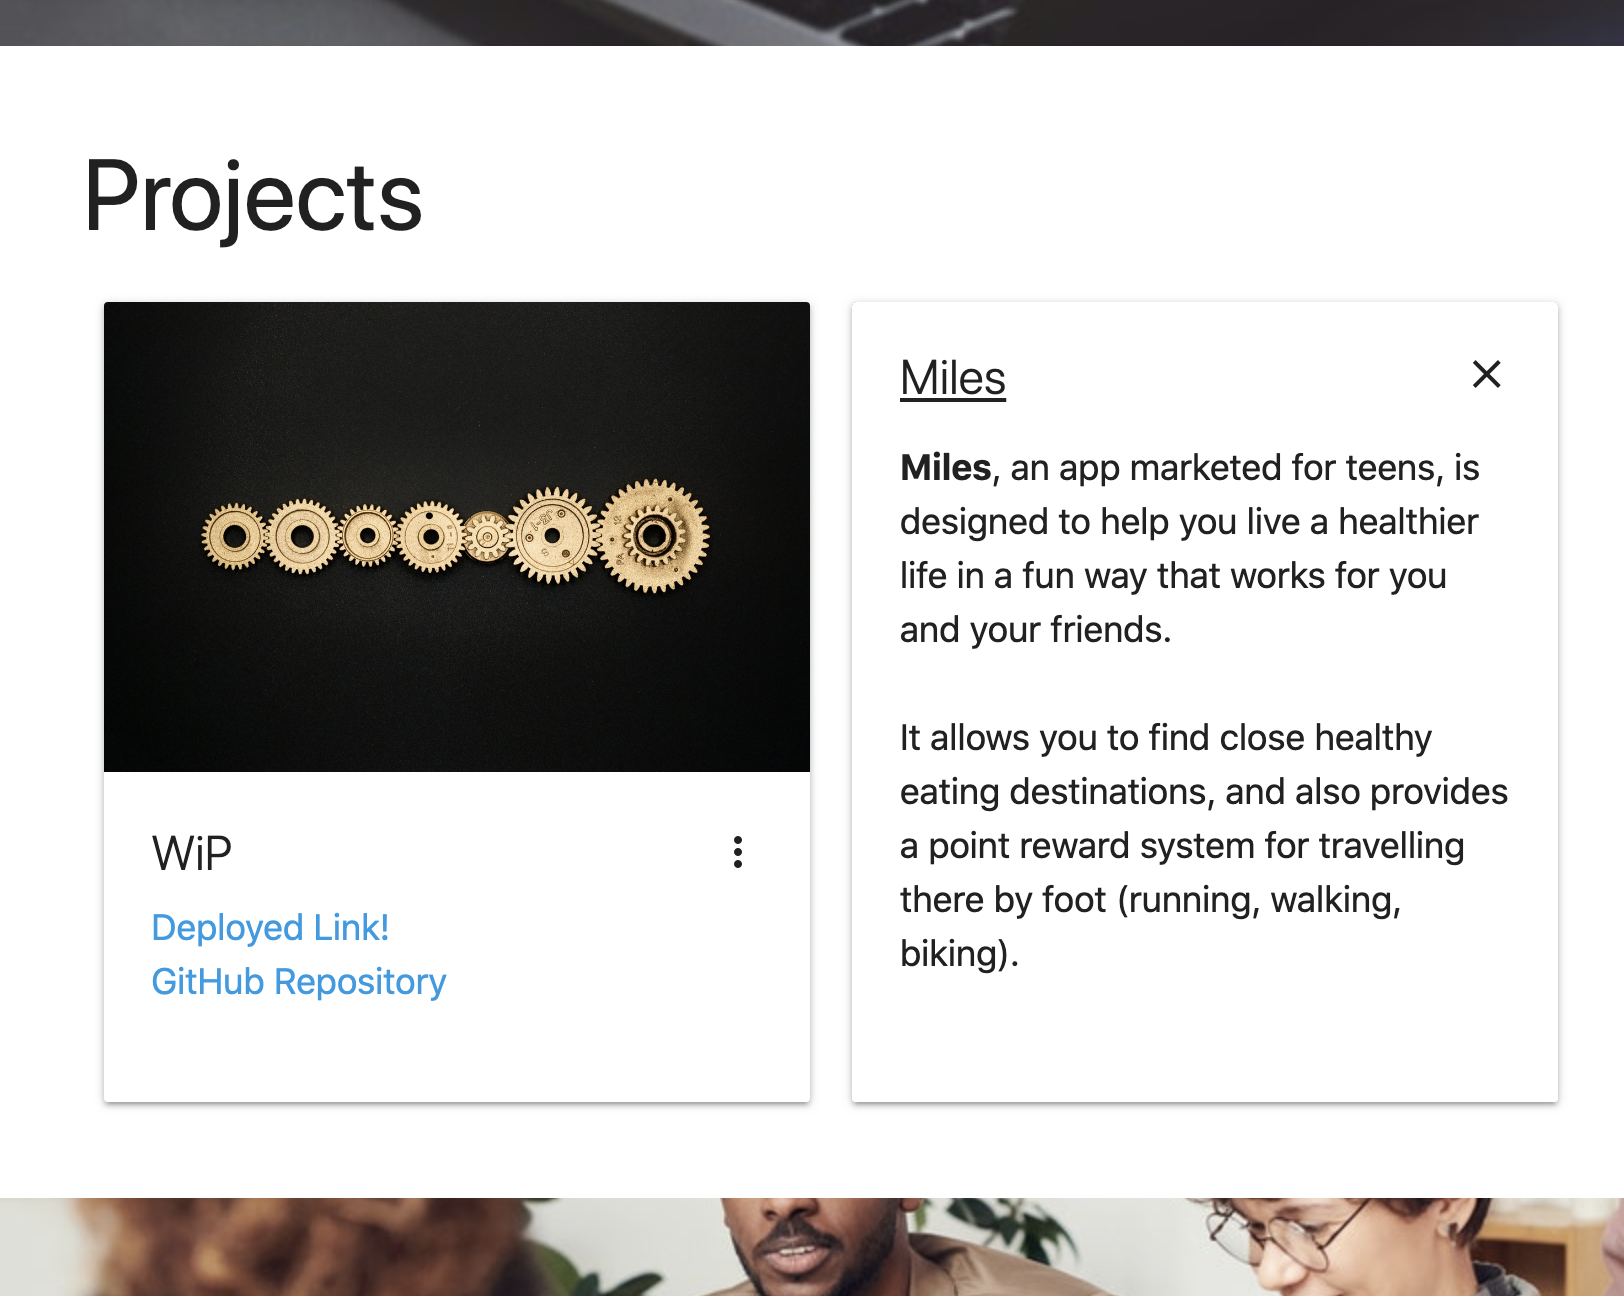 Projects
WiP
Deployed Link!
GitHub Repository
Miles
Miles, an app marketed for teens, is
designed to help you live a healthier
life in a fun way that works for you
and your friends.
It allows you to find close healthy
eating destinations, and also provides
a point reward system for travelling
there by foot (running, walking,
biking).